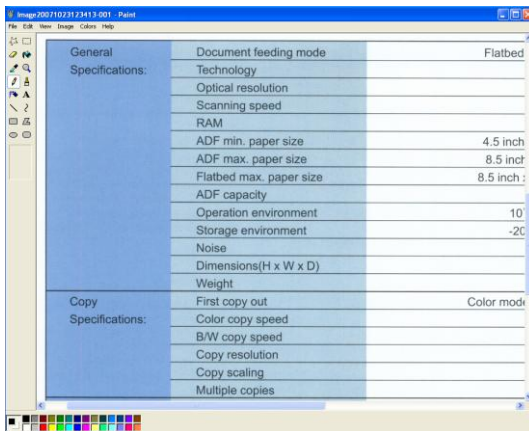 Image20071023123413-001 - Paint
File Edit View Image Colors Help
General Document feeding mode Flatbed
Specifications: Technology
Optical resolution
Scanning speed
RAM
ADF min. paper size 4.5 inch
ADF max. paper size 8.5 inch
Flatbed max. paper size 8.5 inch :
ADF capacity
Operation environment 10
Storage environment -20
Noise
Dimensions(H x W x D)
Weight
Copy First copy out Color mode
Specifications: Color copy speed
B/W copy speed
Copy resolution
Copy scaling
Multiple copies